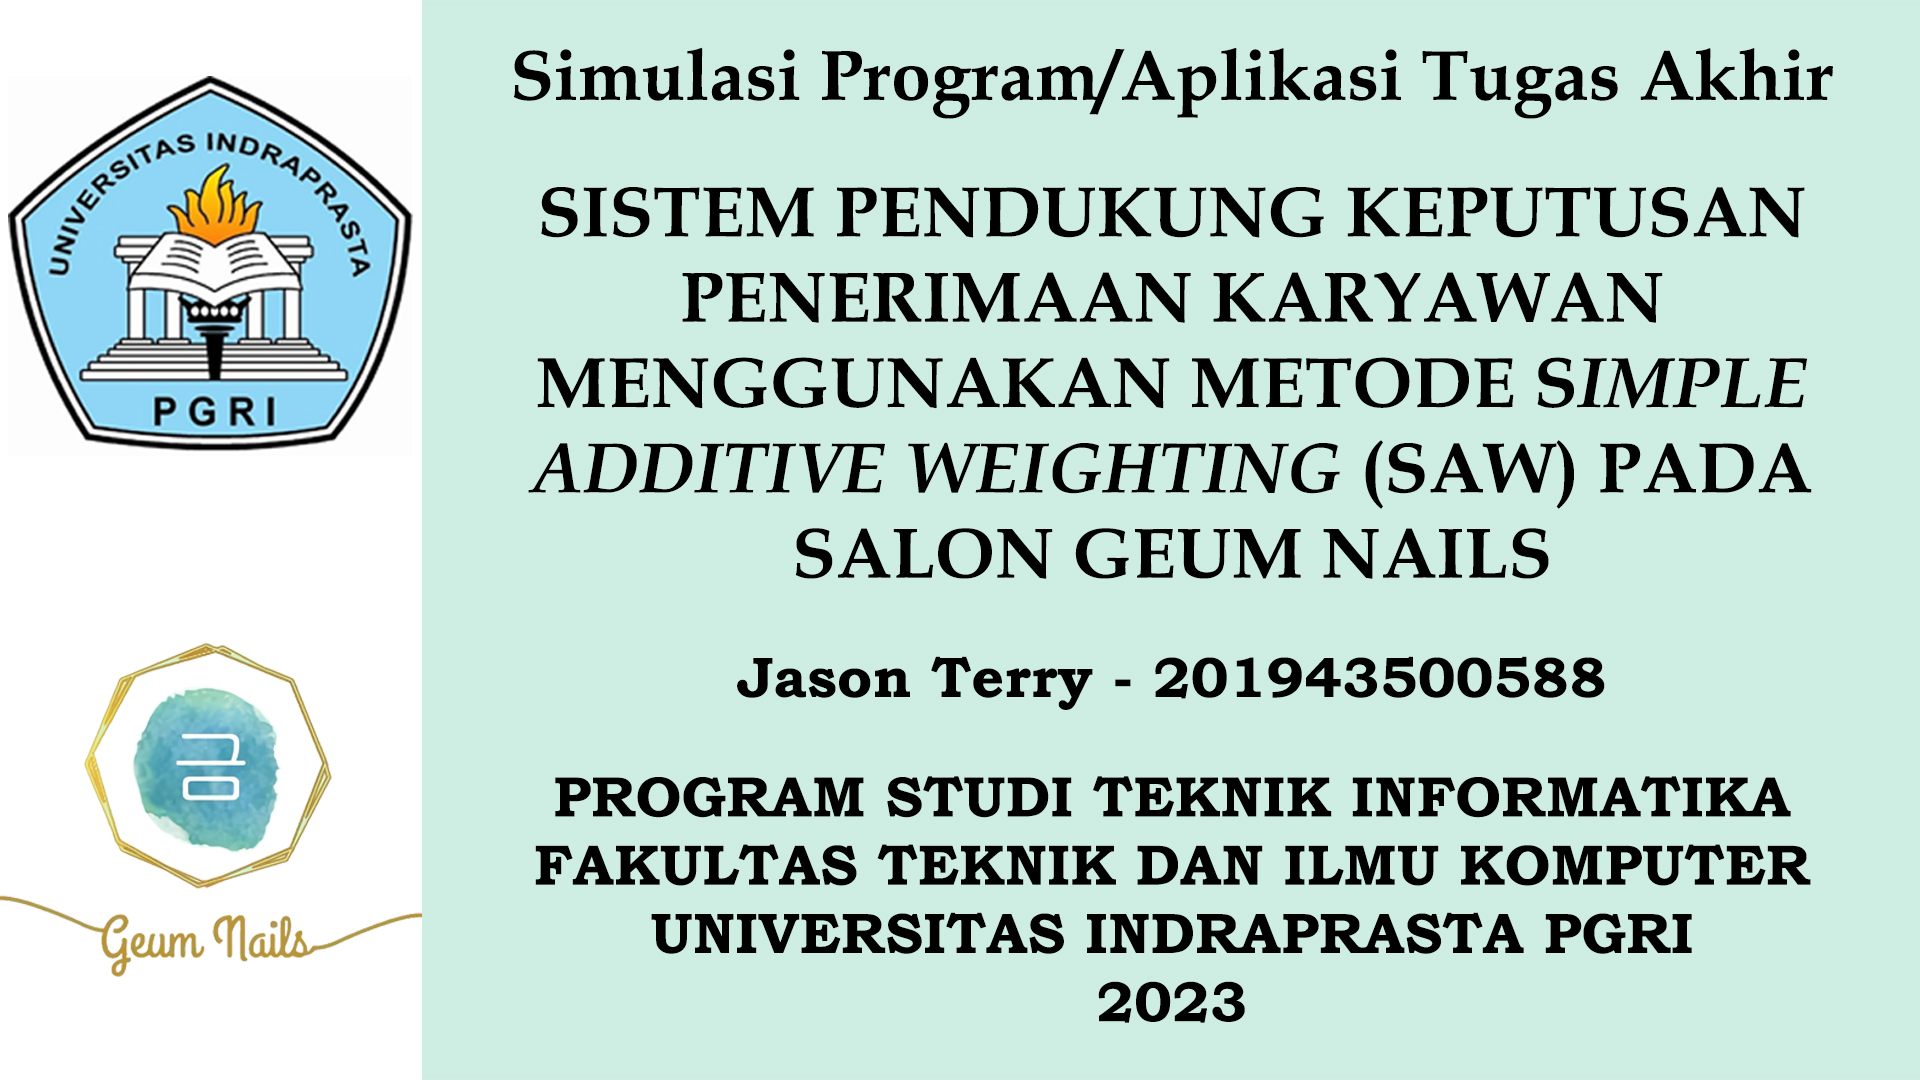 UNIVERSITAS INDRAPRASTA
PGRI
금
Geum Nails
Simulasi Program/Aplikasi Tugas Akhir
SISTEM PENDUKUNG KEPUTUSAN
PENERIMAAN KARYAWAN
MENGGUNAKAN METODE SIMPLE
ADDITIVE WEIGHTING (SAW) PADA
SALON GEUM NAILS
Jason Terry - 201943500588
PROGRAM STUDI TEKNIK INFORMATIKA
FAKULTAS TEKNIK DAN ILMU KOMPUTER
UNIVERSITAS INDRAPRASTA PGRI
2023